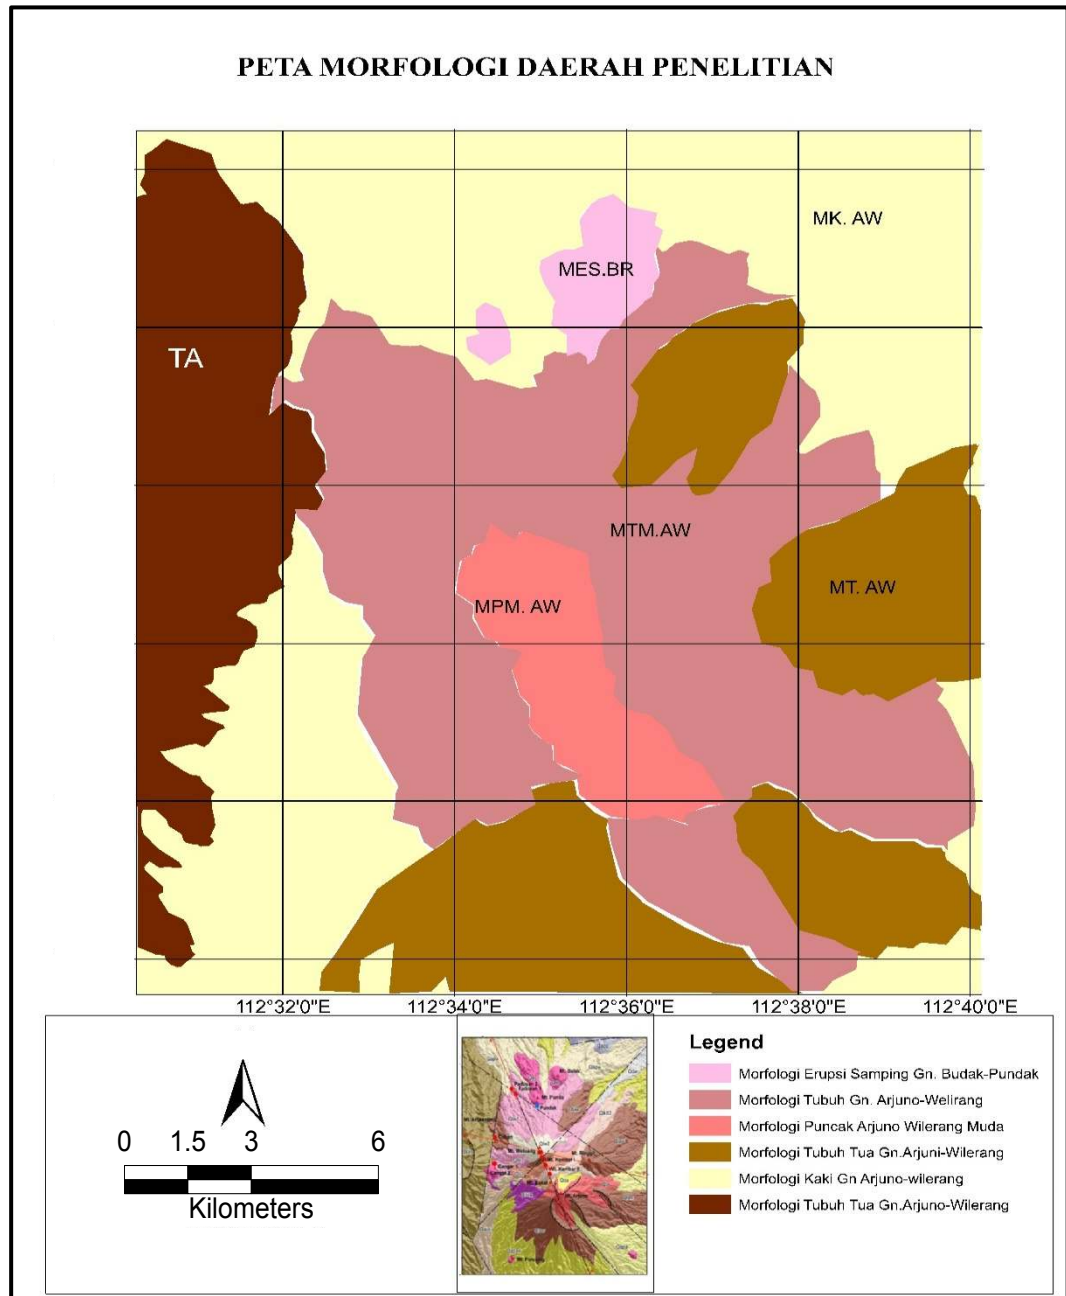 PETA MORFOLOGI DAERAH PENELITIAN
MK. AW
MES.BR
TA
MTM.AW
MT. AW
MPM. AW
112°32'0"E 112°34'0"E 112°36'0"E 112°38'0"E 112°40'0"E
Legend
Morfologi Erupsi Samping Gn. Budak-Pundak
Morfologi Tubuh Gn. Arjuno-Welirang
Morfologi Puncak Arjuno Wilerang Muda
Morfologi Tubuh Tua Gn.Arjuni-Wilerang
Morfologi Kaki Gn Arjuno-wilerang
Morfologi Tubuh Tua Gn.Arjuno-Wilerang
0 1.5 3 6
Kilometers